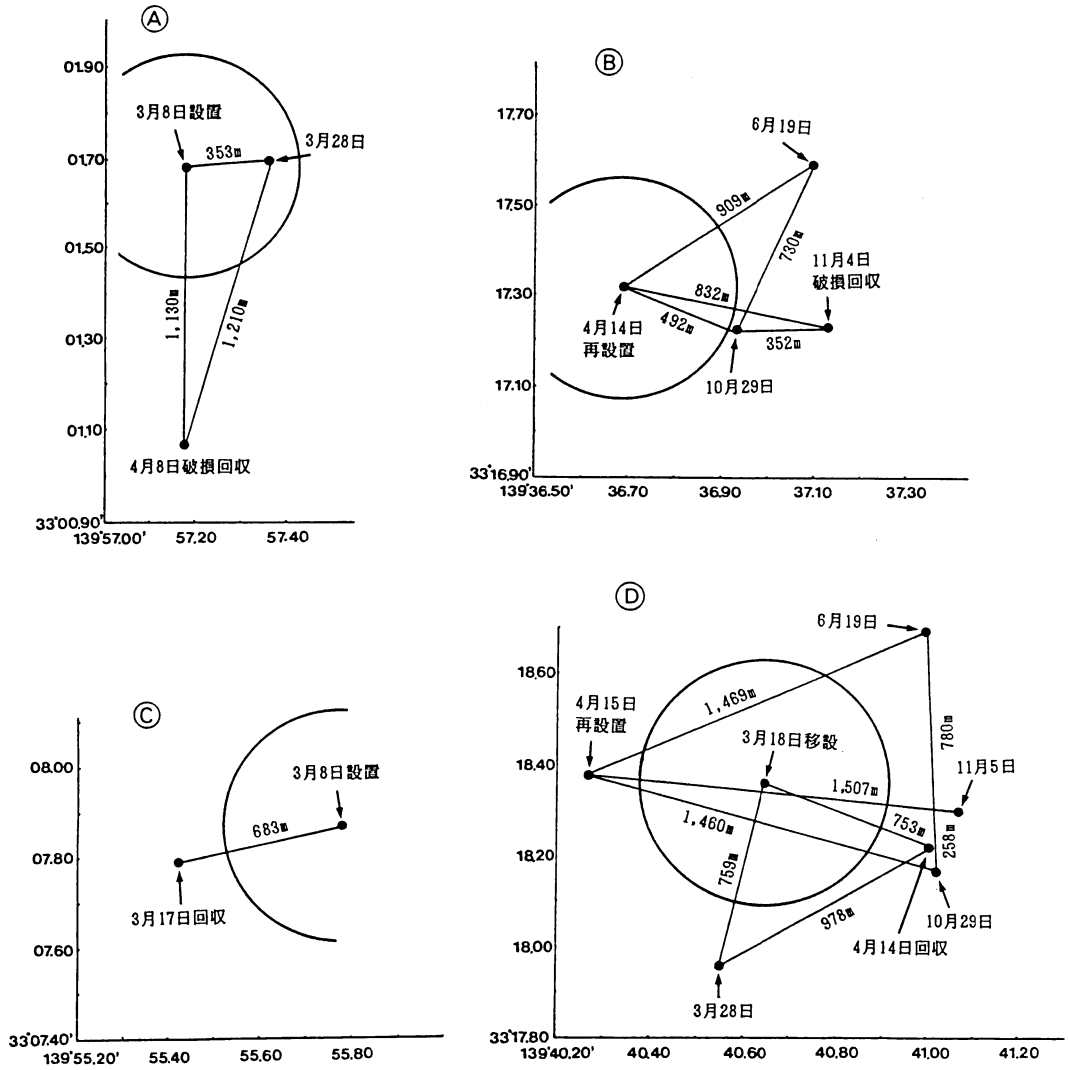 Ⓐ
01.90
3月8日設置
353m
3月28日
01.70
01.50
1,130m
1,210m
01.30
01.10
4月8日破損回収
33°00.90'
139°57.00'
57.20
57.40
Ⓑ
17.70
6月19日
17.50
909m
730m
11月4日
破損回収
17.30
832m
492m
352m
4月14日
再設置
10月29日
17.10
33°16.90'
139°36.50'
36.70
36.90
37.10
37.30
Ⓒ
08.00
3月8日設置
683m
07.80
3月17日回収
07.60
33°07.40'
139°55.20'
55.40
55.60
55.80
Ⓓ
6月19日
18.60
1,469m
4月15日
再設置
3月18日移設
780m
18.40
11月5日
1,507m
1,460m
753m
258m
759m
18.20
978m
10月29日
4月14日回収
18.00
3月28日
33°17.80
139°40.20'
40.40
40.60
40.80
41.00
41.20